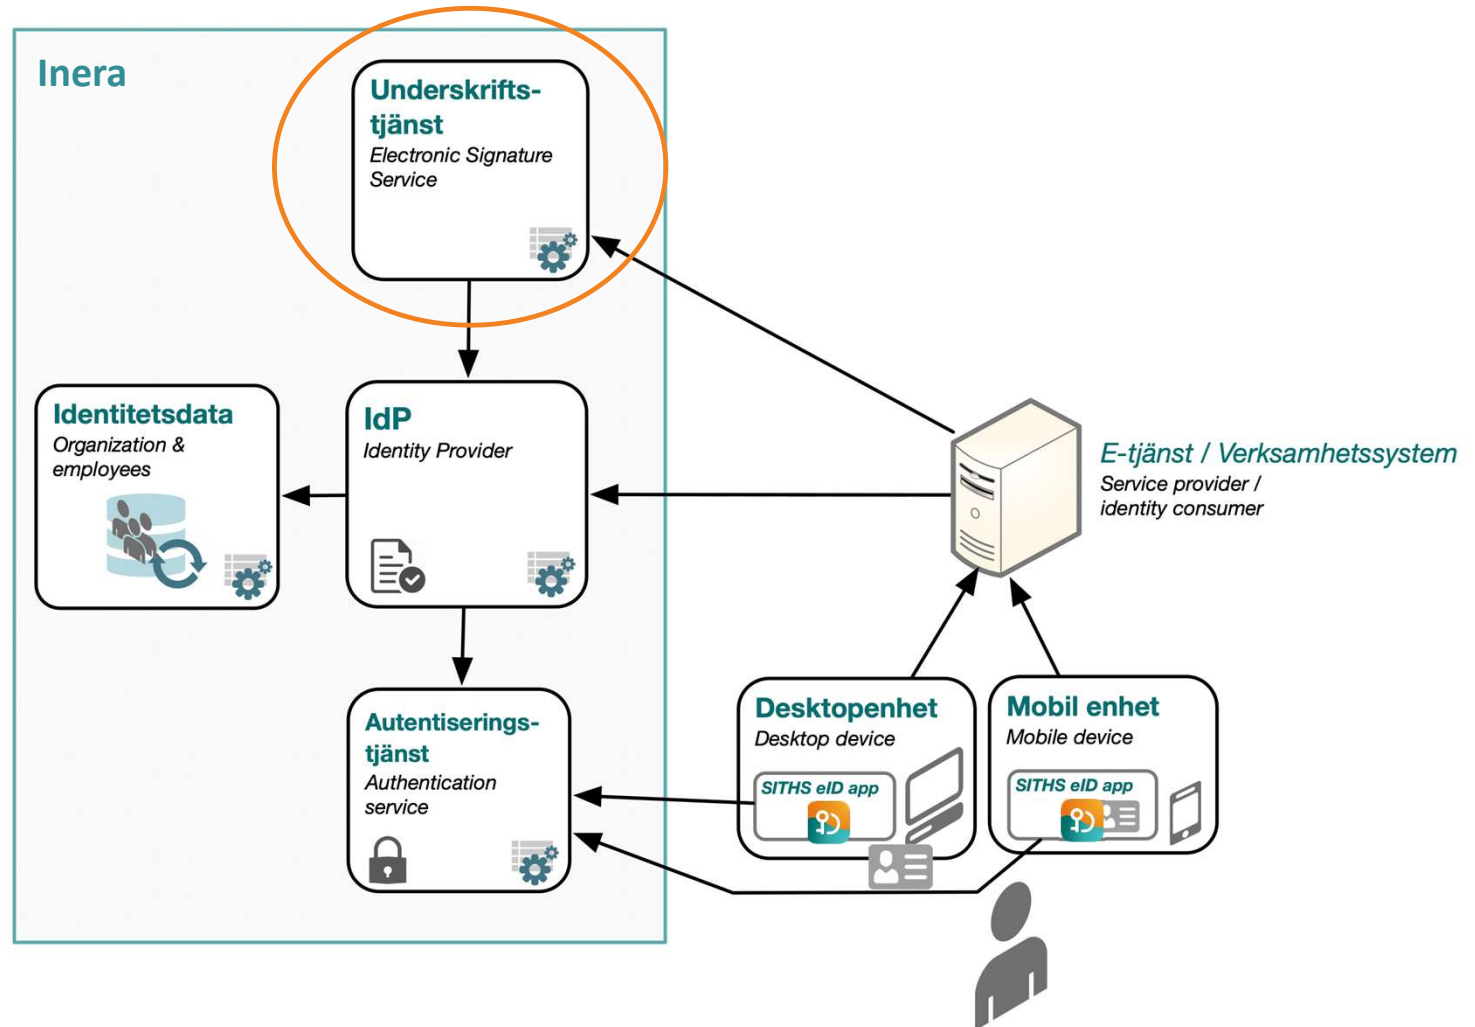 Inera
Underskrifts-
tjänst
Electronic Signature
Service
Identitetsdata
Organization &
employees
IdP
Identity Provider
E-tjänst / Verksamhetssystem
Service provider /
identity consumer
Autentiserings-
tjänst
Authentication
service
Desktopenhet
Desktop device
SITHS eID app
Mobil enhet
Mobile device
SITHS eID app